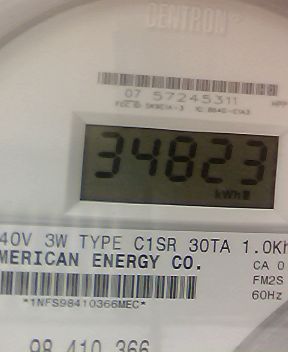 CENTRON®
07 57245311
34823
kWh
40V 3W TYPE C1SR 30TA 1.0Kh
MERICAN ENERGY CO.
CA 0
FM2S
60Hz
*1NFS98410366MEC*
98 410 366